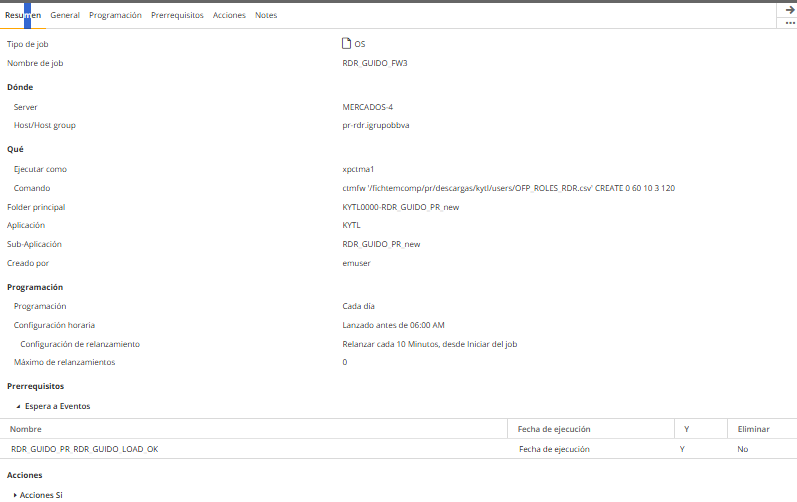 Resumen General Programación Prerrequisitos Acciones Notes
Tipo de job OS
Nombre de job RDR_GUIDO_FW3
Dónde
Server MERCADOS-4
Host/Host group pr-rdr.igrupobbva
Qué
Ejecutar como xpctma1
Comando ctmfw '/fichtemcomp/pr/descargas/kytl/users/OFP_ROLES_RDR.csv' CREATE 0 60 10 3 120
Folder principal KYTL0000-RDR_GUIDO_PR_new
Aplicación KYTL
Sub-Aplicación RDR_GUIDO_PR_new
Creado por emuser
Programación
Programación Cada día
Configuración horaria Lanzado antes de 06:00 AM
Configuración de relanzamiento Relanzar cada 10 Minutos, desde Iniciar del job
Máximo de relanzamientos 0
Prerrequisitos
Espera a Eventos
Nombre Fecha de ejecución Y Eliminar
RDR_GUIDO_PR_RDR_GUIDO_LOAD_OK Fecha de ejecución Y No
Acciones
Acciones Si